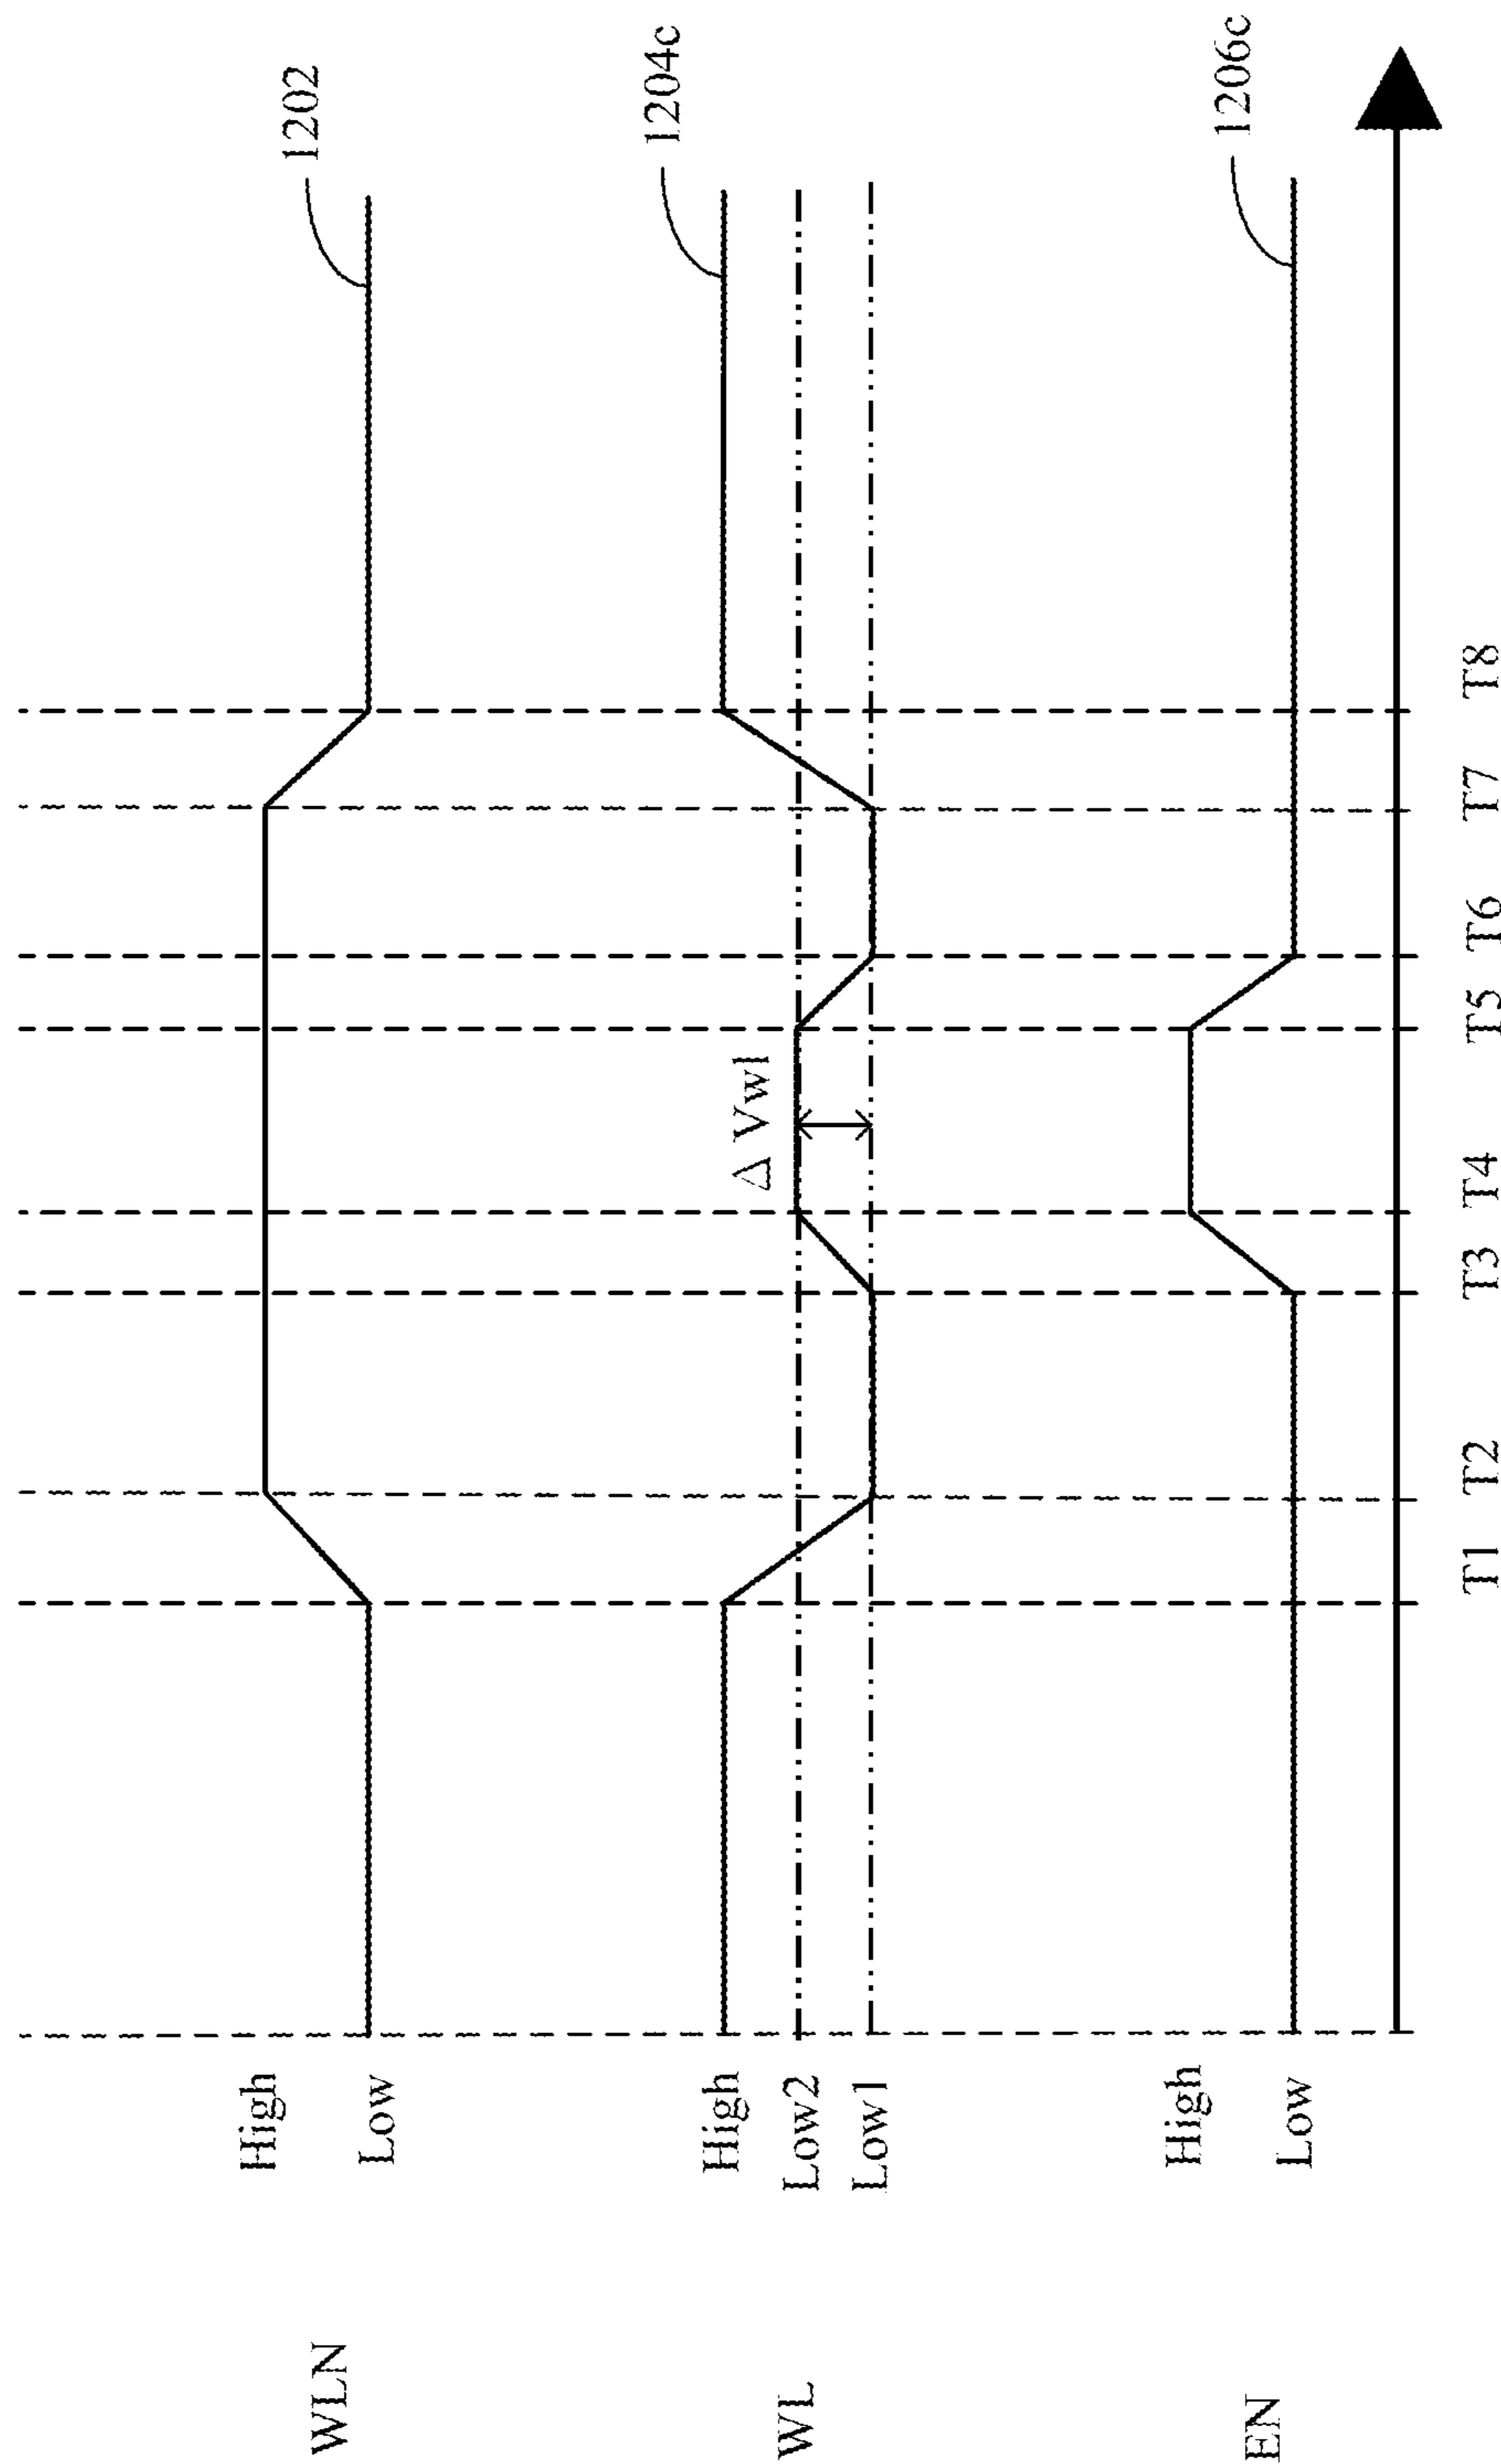 WLN
High
Low
1202
WL
High
Low2
Low1
Δ Vwl
1204c
EN
High
Low
1206c
T1 T2 T3 T4 T5 T6 T7 T8